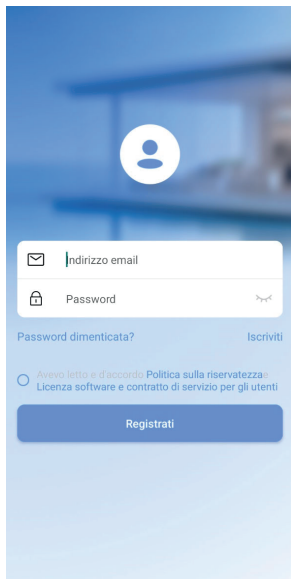 Indirizzo email
Password
Password dimenticata? Iscriviti
Avevo letto e d'accordo Politica sulla riservatezzae
Licenza software e contratto di servizio per gli utenti
Registrati